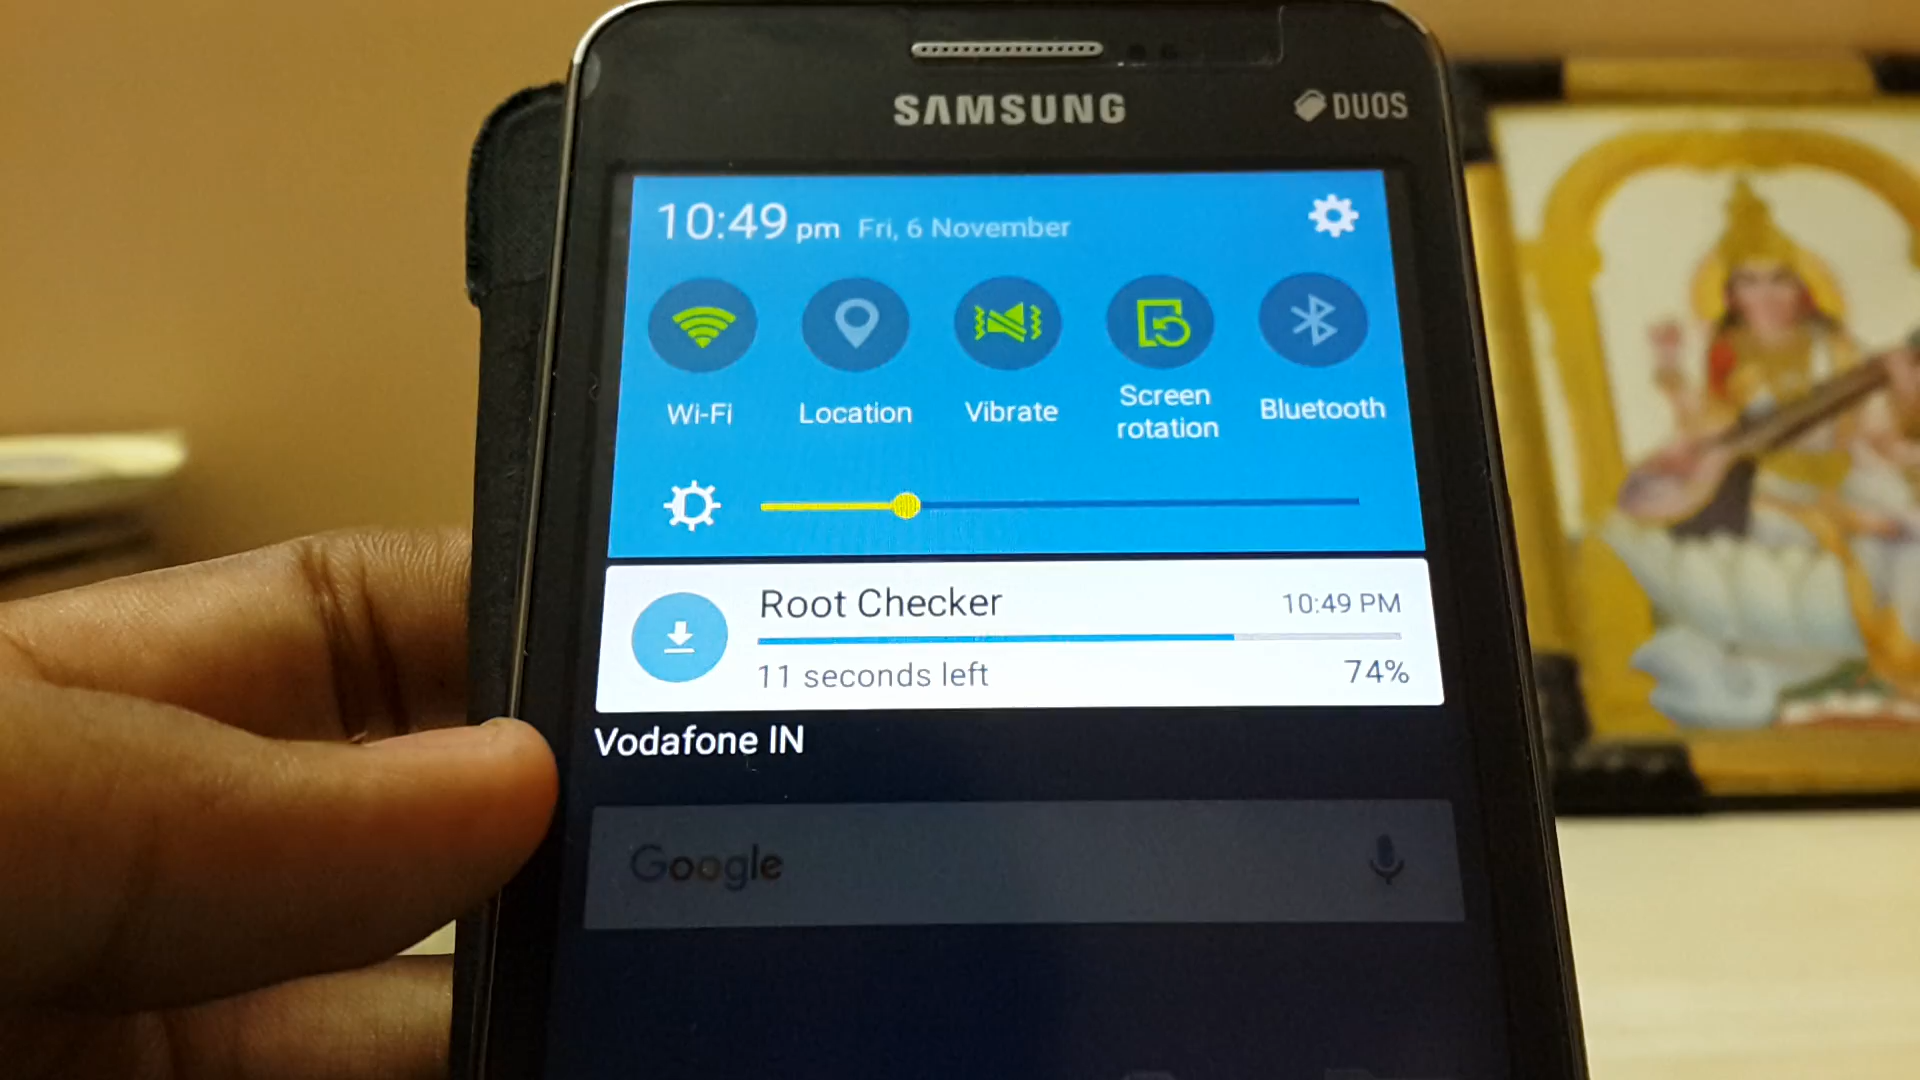 SAMSUNG
DUOS
10:49 pm Fri, 6 November
Wi-Fi
Location
Vibrate
Screen
rotation
Bluetooth
Root Checker
10:49 PM
11 seconds left
74%
Vodafone IN
Google